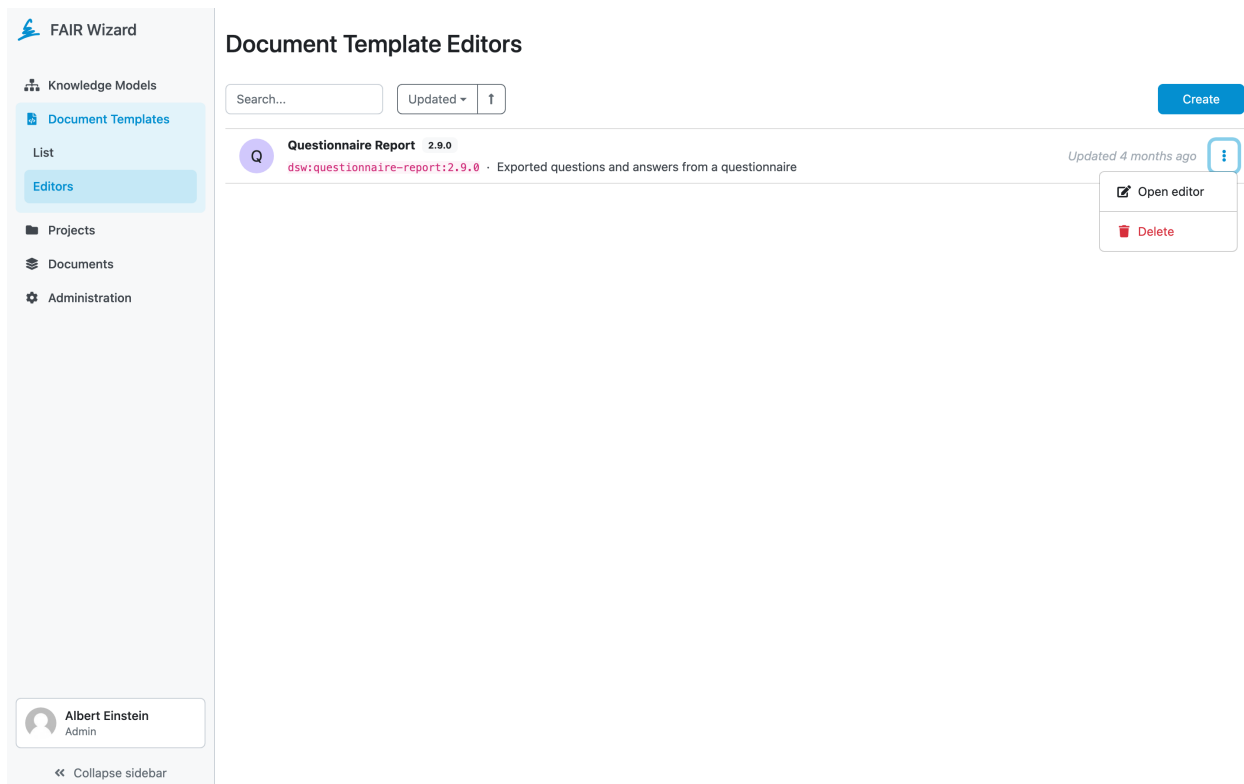 FAIR Wizard
Knowledge Models
Document Templates
List
Editors
Projects
Documents
Administration
Albert Einstein
Admin
Collapse sidebar
Document Template Editors
Search...
Updated
Create
Q
Questionnaire Report 2.9.0
dsw:questionnaire-report:2.9.0 · Exported questions and answers from a questionnaire
Updated 4 months ago
Open editor
Delete